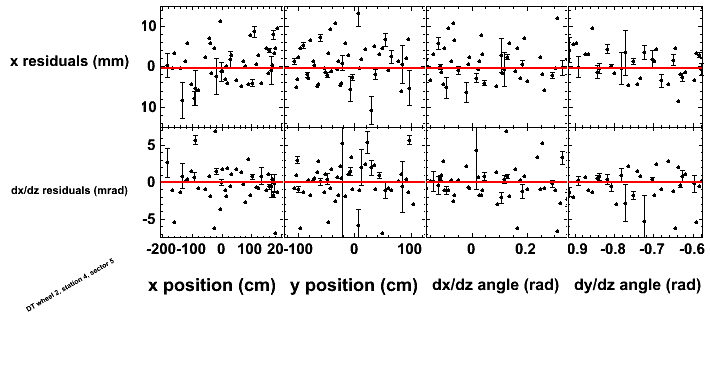 10
x residuals (mm)
0
10
5
dx/dz residuals (mrad)
0
-5
-200-100 0 100 20-100 0 100 0 0.2 0.9 -0.8 -0.7 -0.6
x position (cm) y position (cm) dx/dz angle (rad) dy/dz angle (rad)
DT wheel 2, station 4, sector 5